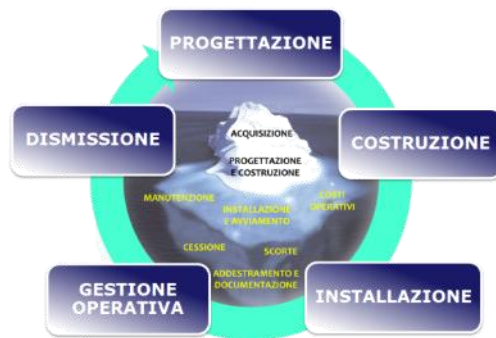 PROGETTAZIONE
DISMISSIONE
COSTRUZIONE
ACQUISIZIONE
PROGETTAZIONE
E COSTRUZIONE
MANUTENZIONE
COSTI
OPERATIVI
INSTALLAZIONE
E AVVIAMENTO
CESSIONE
SCORTE
ADDESTRAMENTO E
DOCUMENTAZIONE
GESTIONE
OPERATIVA
INSTALLAZIONE